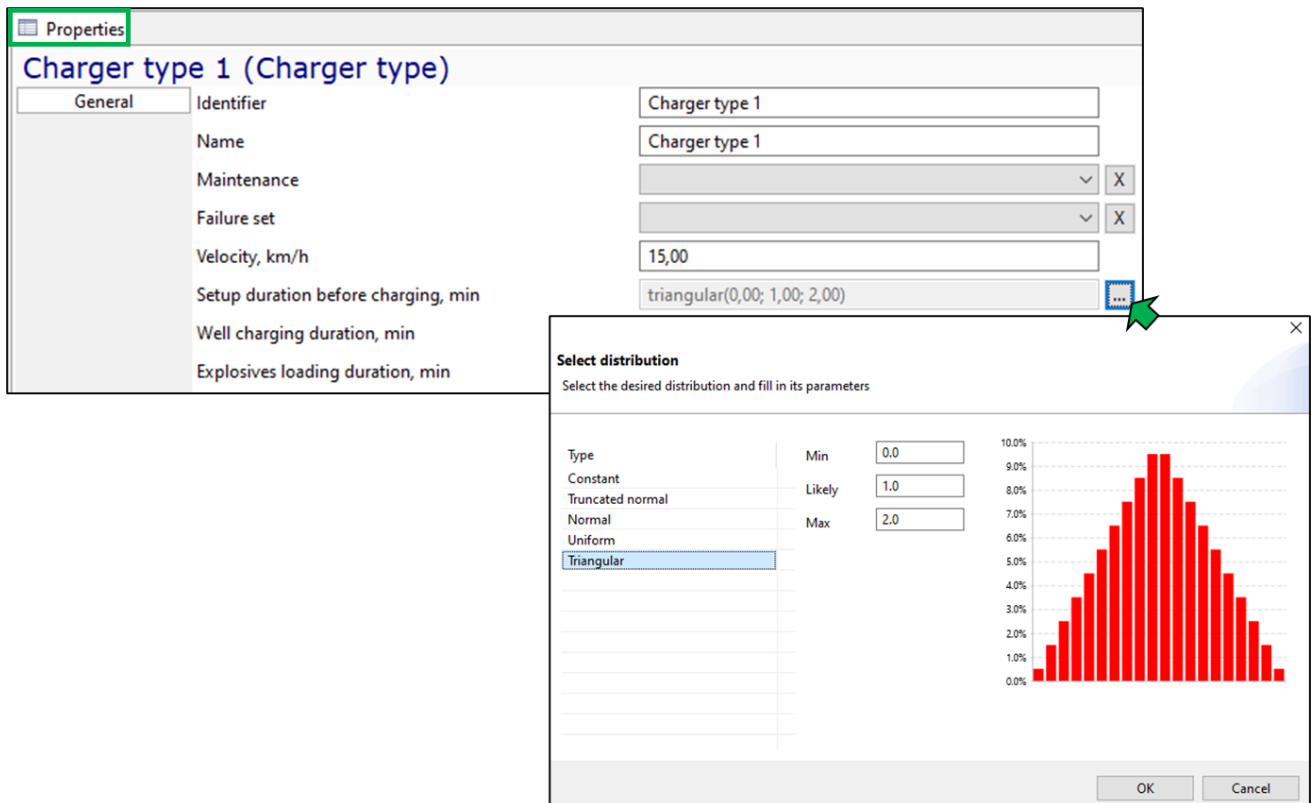 Properties
Charger type 1 (Charger type)
General
Identifier
Charger type 1
Name
Charger type 1
Maintenance
X
Failure set
X
Velocity, km/h
15,00
Setup duration before charging, min
triangular(0,00; 1,00; 2,00)
...
Well charging duration, min
Explosives loading duration, min
Select distribution
Select the desired distribution and fill in its parameters
Type
Constant
Truncated normal
Normal
Uniform
Triangular
Min
0.0
Likely
1.0
Max
2.0
10.0%
9.0%
8.0%
7.0%
6.0%
5.0%
4.0%
3.0%
2.0%
1.0%
0.0%
OK
Cancel